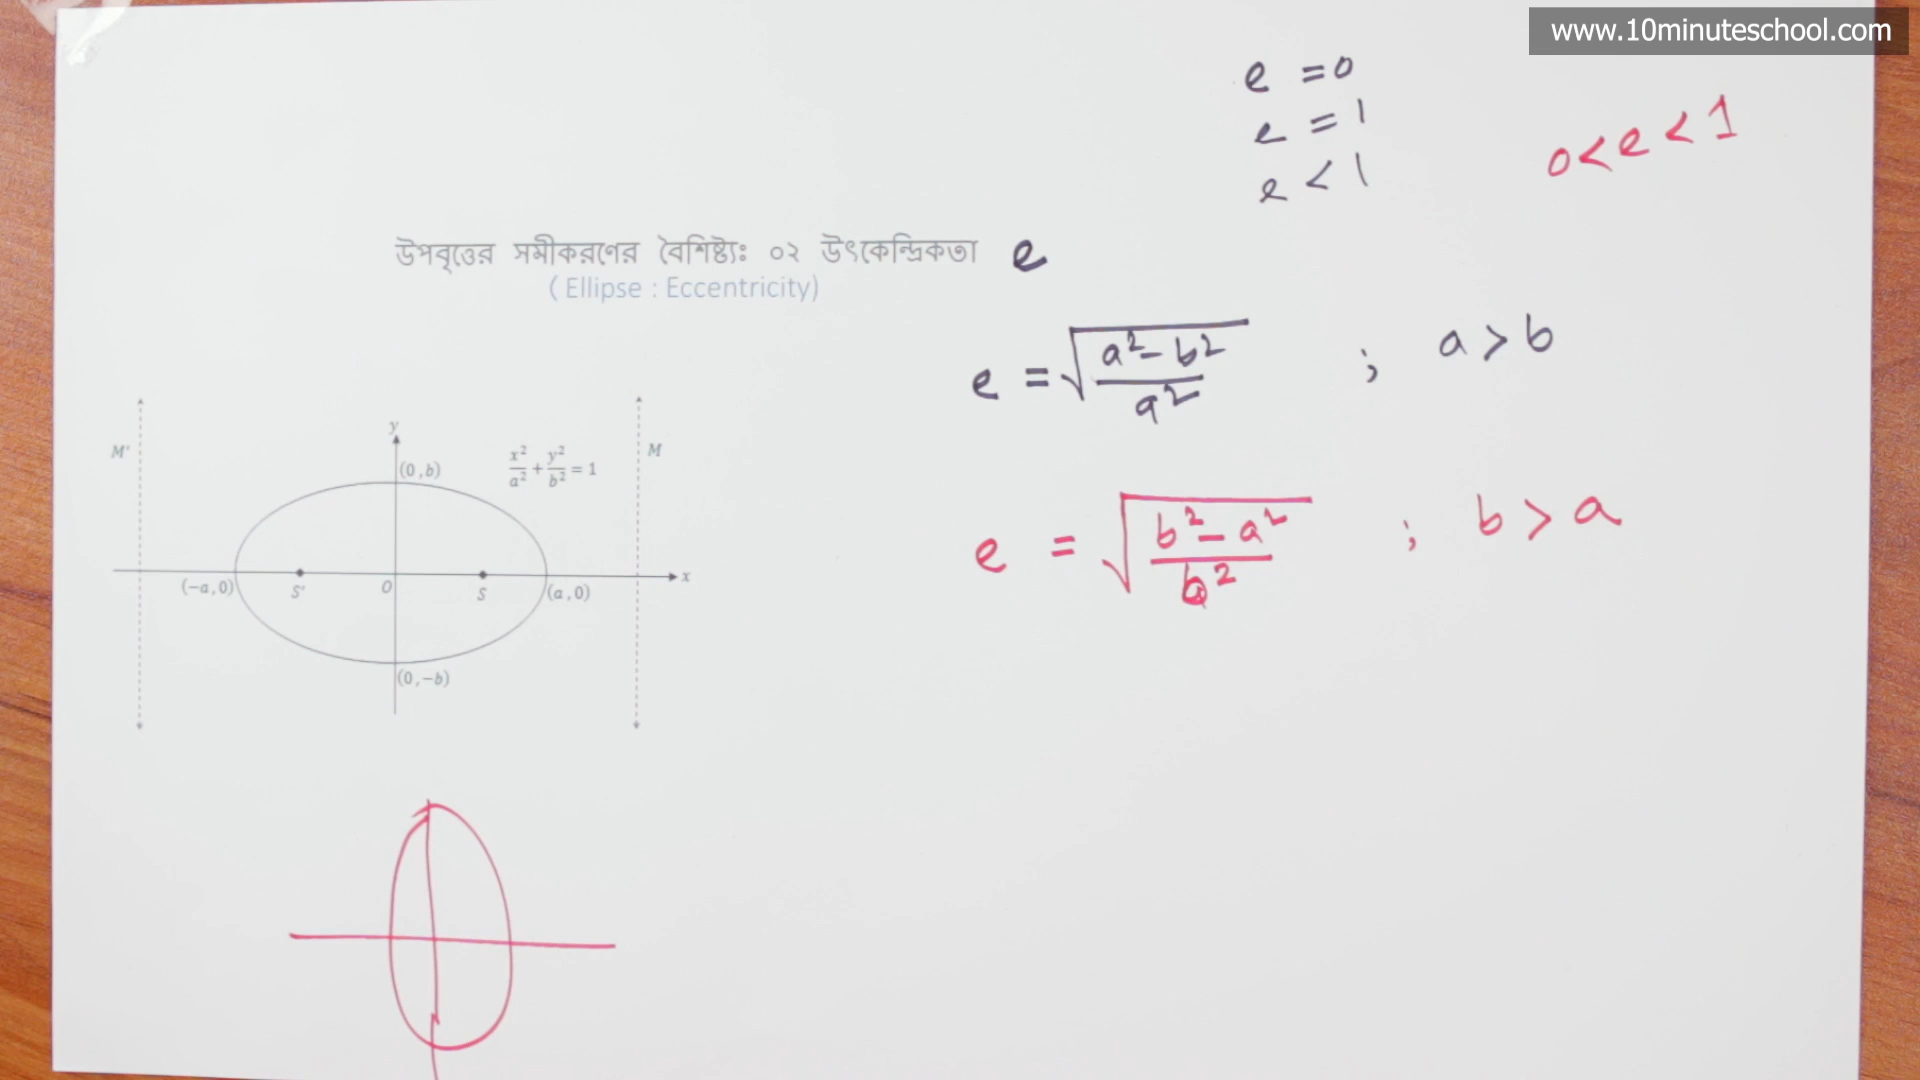 www.10minuteschool.com
e = 0
e = 1
e < 1
0 < e < 1
উপবৃত্তের সমীকরণের বৈশিষ্ট্যঃ ০২ উৎকেন্দ্রিকতা e
( Ellipse : Eccentricity)
e = √((a² - b²)/a²) ; a > b
e = √((b² - a²)/b²) ; b > a
M'
y
(0,b)
x²/a² + y²/b² = 1
M
(-a,0)
S'
O
S
(a,0)
x
(0,-b)